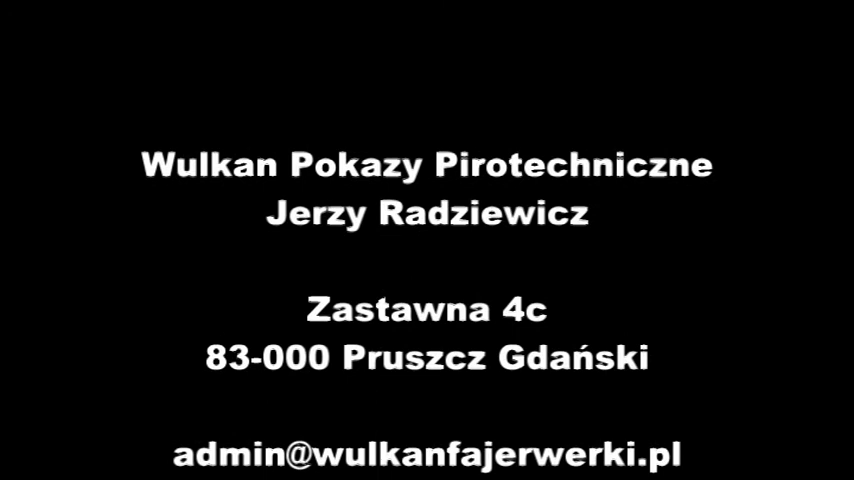 Wulkan Pokazy Pirotechniczne
Jerzy Radziewicz
Zastawna 4c
83-000 Pruszcz Gdański
admin@wulkanfajerwerki.pl